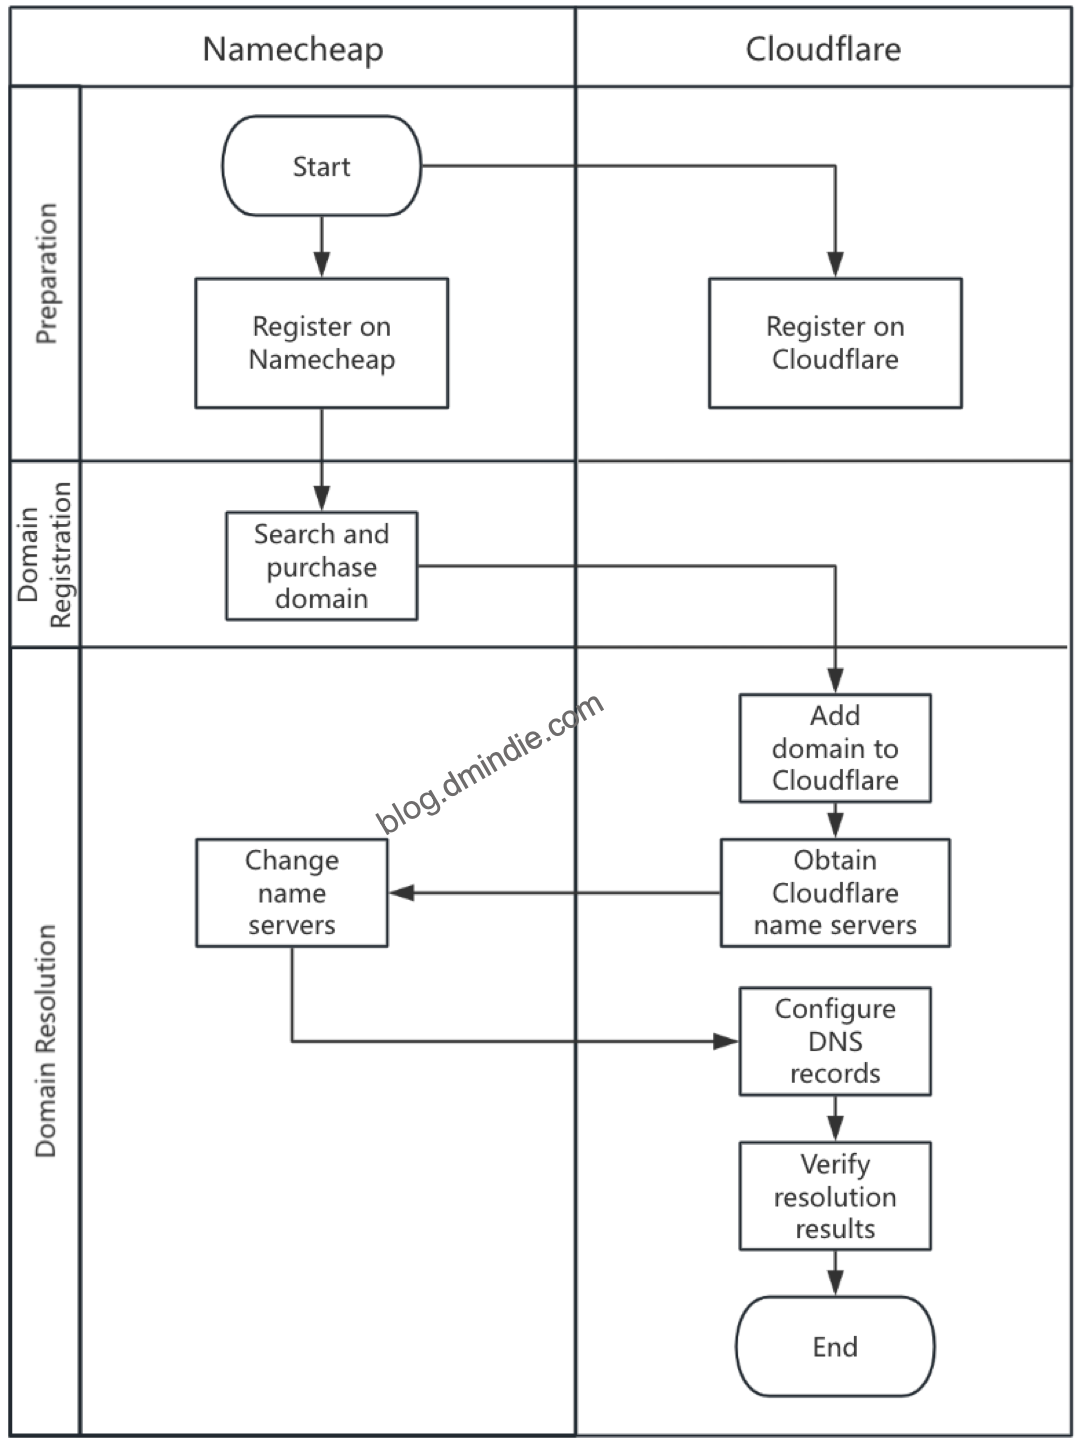 Namecheap
Cloudflare
Preparation
Start
Register on
Namecheap
Register on
Cloudflare
Domain
Registration
Search and
purchase
domain
Domain Resolution
Add
domain to
Cloudflare
blog.dmindie.com
Change
name
servers
Obtain
Cloudflare
name servers
Configure
DNS
records
Verify
resolution
results
End